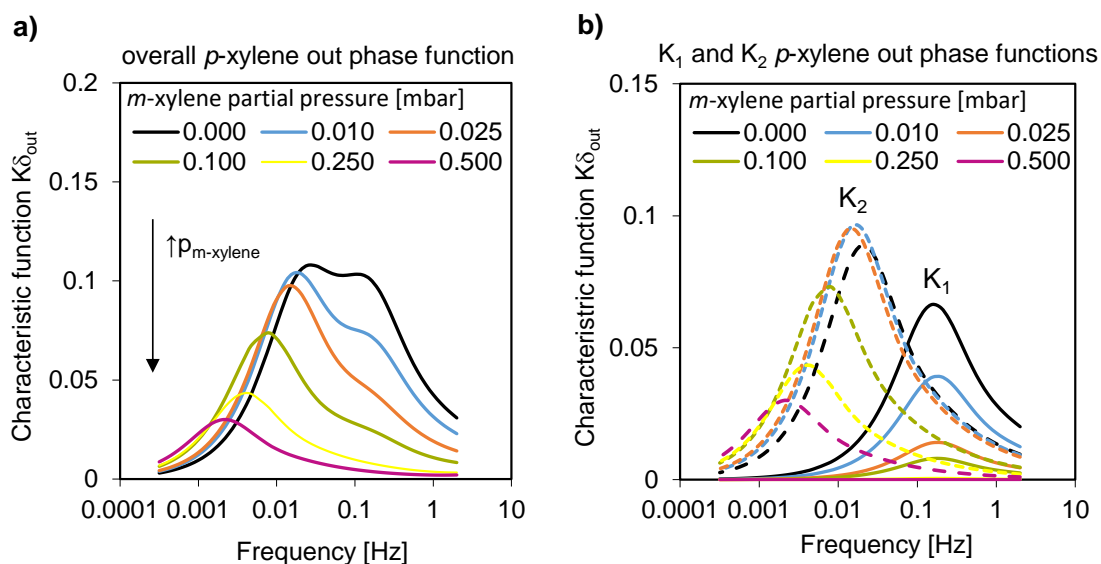 a)
overall p-xylene out phase function
Characteristic function Kδout
0.2
0.15
0.1
0.05
0
m-xylene partial pressure [mbar]
0.000 0.010 0.025
0.100 0.250 0.500
↑pm-xylene
0.0001 0.01 0.1 1 10
Frequency [Hz]
b)
K1 and K2 p-xylene out phase functions
Characteristic function Kδout
0.15
0.1
0.05
0
m-xylene partial pressure [mbar]
0.000 0.010 0.025
0.100 0.250 0.500
K2
K1
0.0001 0.001 0.01 0.1 1 10
Frequency [Hz]